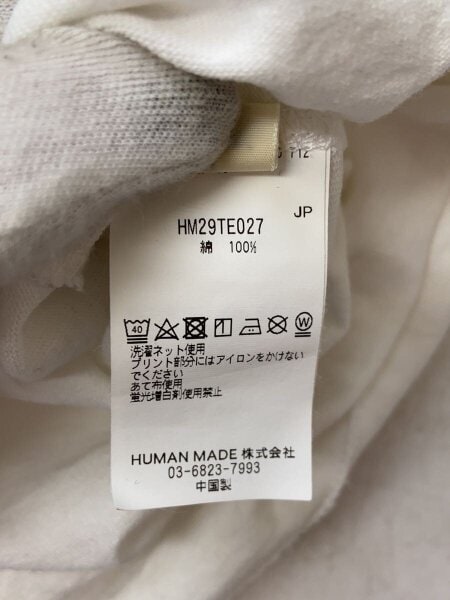 712
JP
HM29TE027
綿 100%
40
W
洗濯ネット使用
プリント部分にはアイロンをかけない
でください
あて布使用
蛍光増白剤使用禁止
HUMAN MADE 株式会社
03-6823-7993
中国製